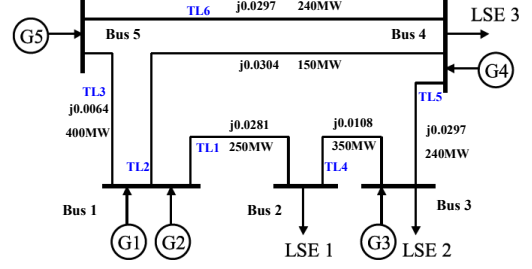 TL6
j0.0297 240MW
LSE 3
G5
Bus 5
Bus 4
j0.0304 150MW
G4
TL3
j0.0064
400MW
TL5
j0.0281
j0.0108
j0.0297
TL1
250MW
350MW
240MW
TL2
TL4
Bus 1
Bus 2
Bus 3
G1
G2
LSE 1
G3
LSE 2